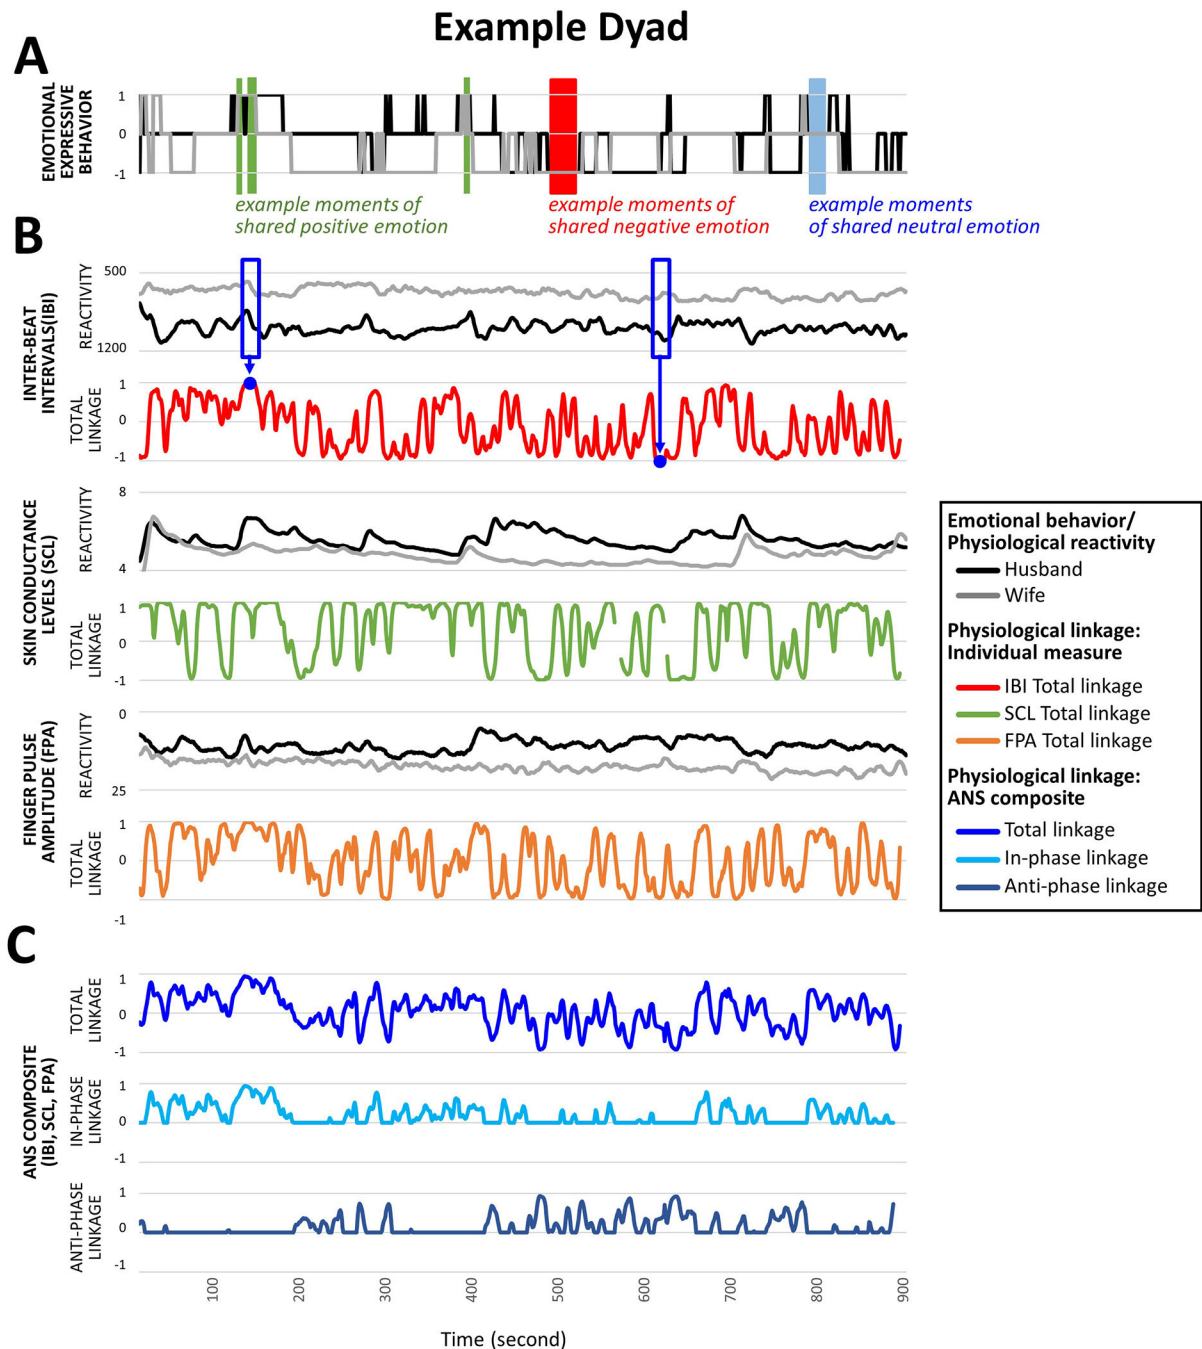 Example Dyad
A
EMOTIONAL
EXPRESSIVE
BEHAVIOR
1
0
-1
example moments of
shared positive emotion
example moments of
shared negative emotion
example moments
of shared neutral emotion
B
INTER-BEAT
INTERVALS(IBI)
REACTIVITY
500
1200
TOTAL
LINKAGE
1
0
-1
SKIN CONDUCTANCE
LEVELS (SCL)
REACTIVITY
8
4
TOTAL
LINKAGE
1
0
-1
FINGER PULSE
AMPLITUDE (FPA)
REACTIVITY
0
25
TOTAL
LINKAGE
1
0
-1
Emotional behavior/
Physiological reactivity
Husband
Wife
Physiological linkage:
Individual measure
IBI Total linkage
SCL Total linkage
FPA Total linkage
Physiological linkage:
ANS composite
Total linkage
In-phase linkage
Anti-phase linkage
C
ANS COMPOSITE
(IBI, SCL, FPA)
TOTAL
LINKAGE
1
0
-1
IN-PHASE
LINKAGE
1
0
-1
ANTI-PHASE
LINKAGE
1
0
-1
100 200 300 400 500 600 700 800 900
Time (second)